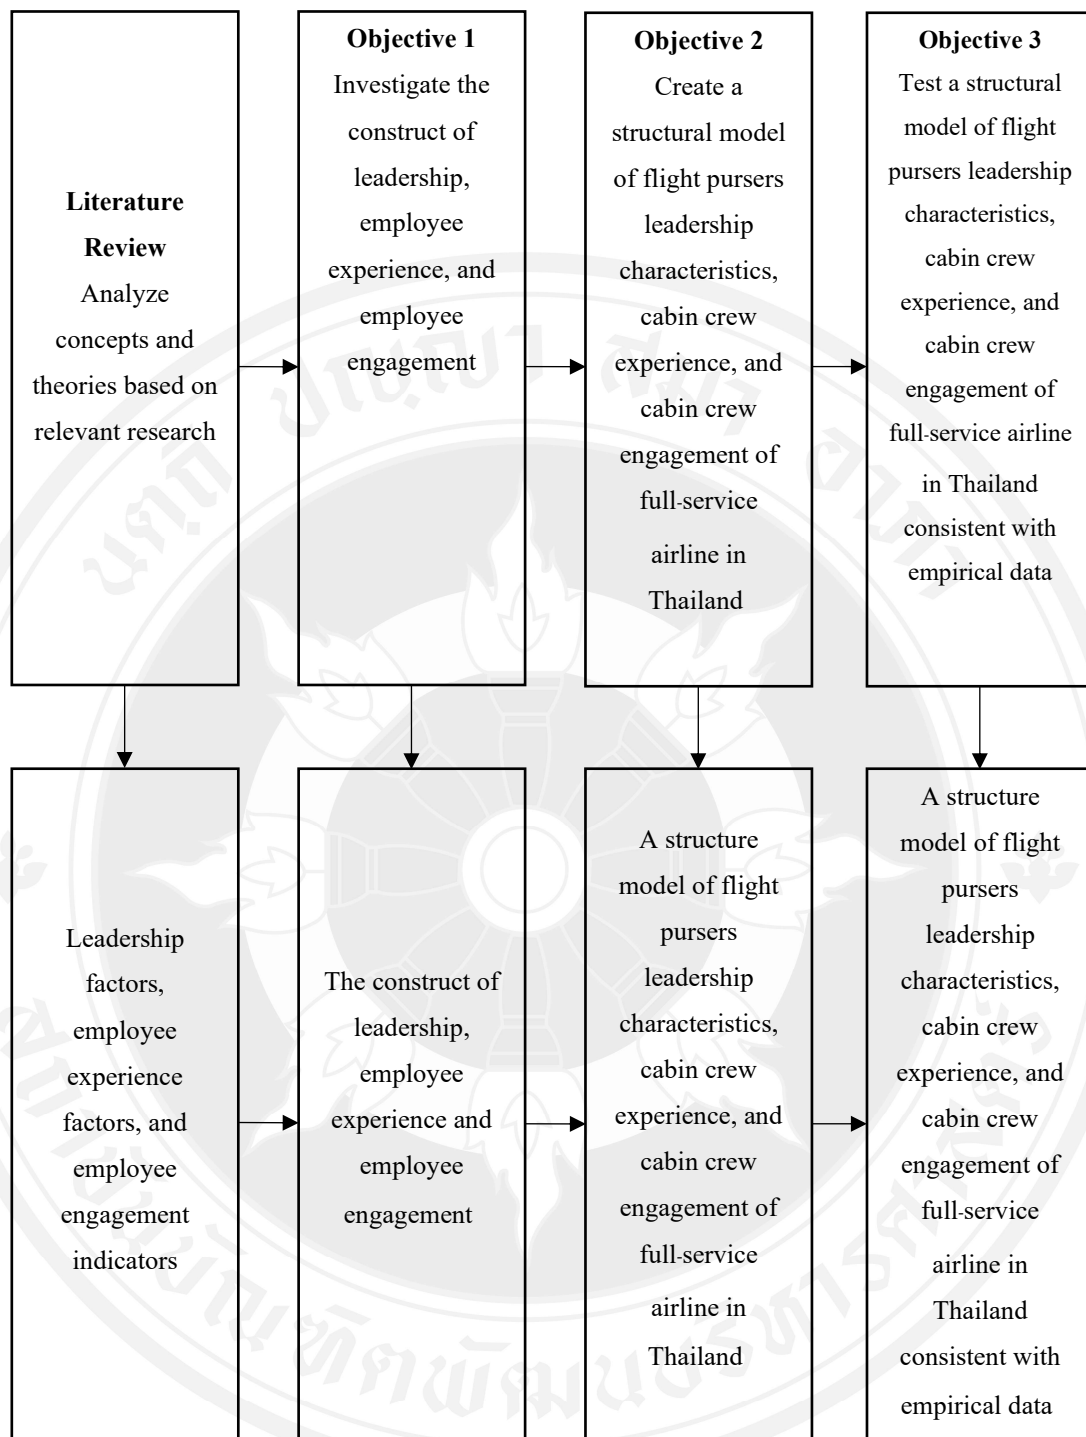 Literature
Review
Analyze
concepts and
theories based on
relevant research
Objective 1
Investigate the
construct of
leadership,
employee
experience, and
employee
engagement
Objective 2
Create a
structural model
of flight pursers
leadership
characteristics,
cabin crew
experience, and
cabin crew
engagement of
full-service
airline in
Thailand
Objective 3
Test a structural
model of flight
pursers leadership
characteristics,
cabin crew
experience, and
cabin crew
engagement of
full-service airline
in Thailand
consistent with
empirical data
Leadership
factors,
employee
experience
factors, and
employee
engagement
indicators
The construct of
leadership,
employee
experience and
employee
engagement
A structure
model of flight
pursers
leadership
characteristics,
cabin crew
experience, and
cabin crew
engagement of
full-service
airline in
Thailand
A structure
model of flight
pursers
leadership
characteristics,
cabin crew
experience, and
cabin crew
engagement of
full-service
airline in
Thailand
consistent with
empirical data